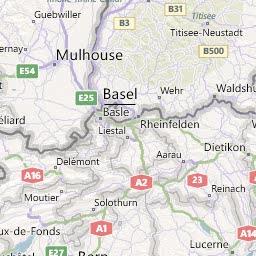 Guebwiller
B31
Titisee
B3
Titisee-Neustadt
Mulhouse
B500
E54
E25
Basel
Wehr
Waldshu
Basle
Rheinfelden
Liestal
A16
Delémont
Aarau
Dietikon
A2
23
Moutier
Reinach
Solothurn
A1
A14
E27
Lucerne